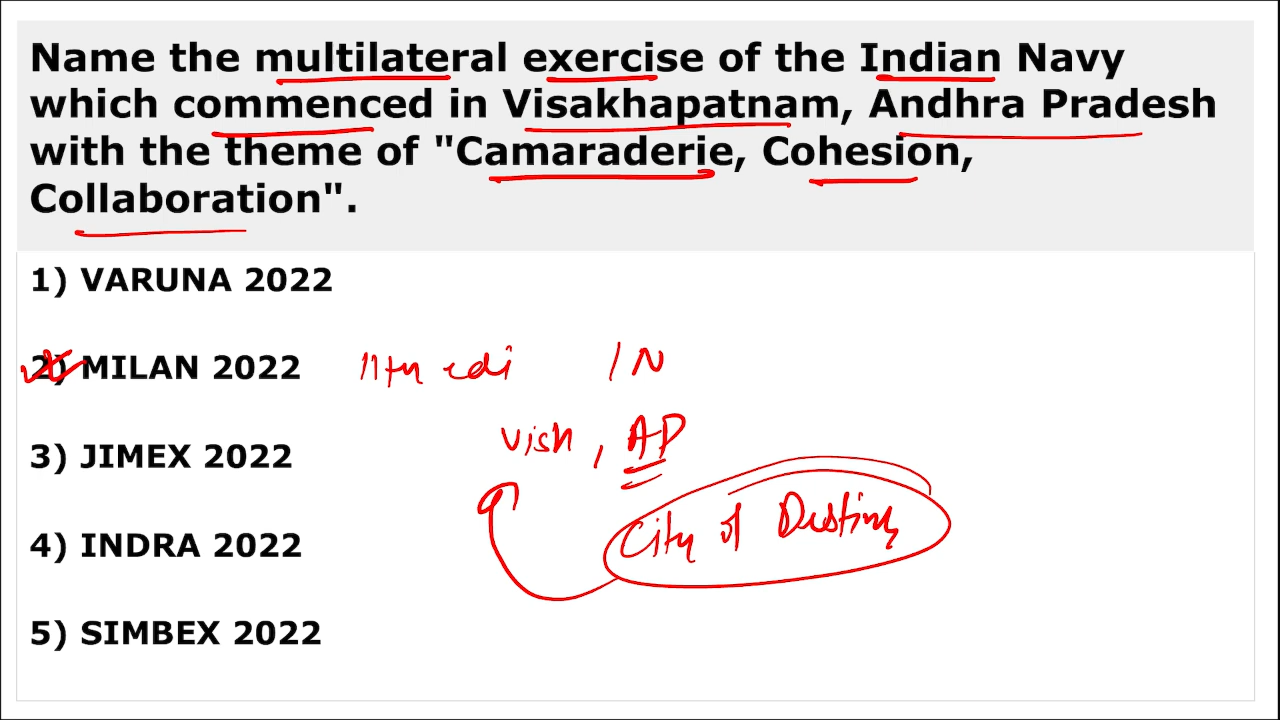 Name the multilateral exercise of the Indian Navy
which commenced in Visakhapatnam, Andhra Pradesh
with the theme of "Camaraderie, Cohesion,
Collaboration".
1) VARUNA 2022
2) MILAN 2022 11th edi IN
Vish, AP
3) JIMEX 2022
City of Destiny
4) INDRA 2022
5) SIMBEX 2022